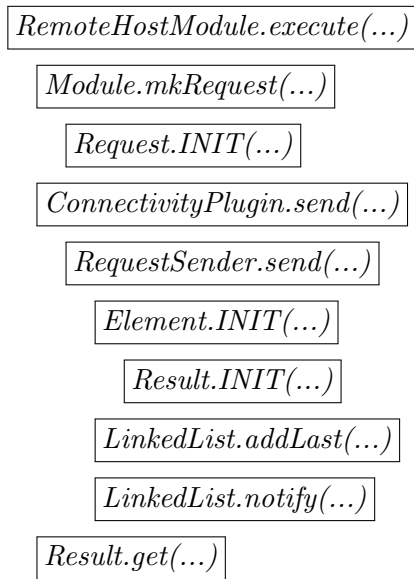 RemoteHostModule.execute(...)
Module.mkRequest(...)
Request.INIT(...)
ConnectivityPlugin.send(...)
RequestSender.send(...)
Element.INIT(...)
Result.INIT(...)
LinkedList.addLast(...)
LinkedList.notify(...)
Result.get(...)